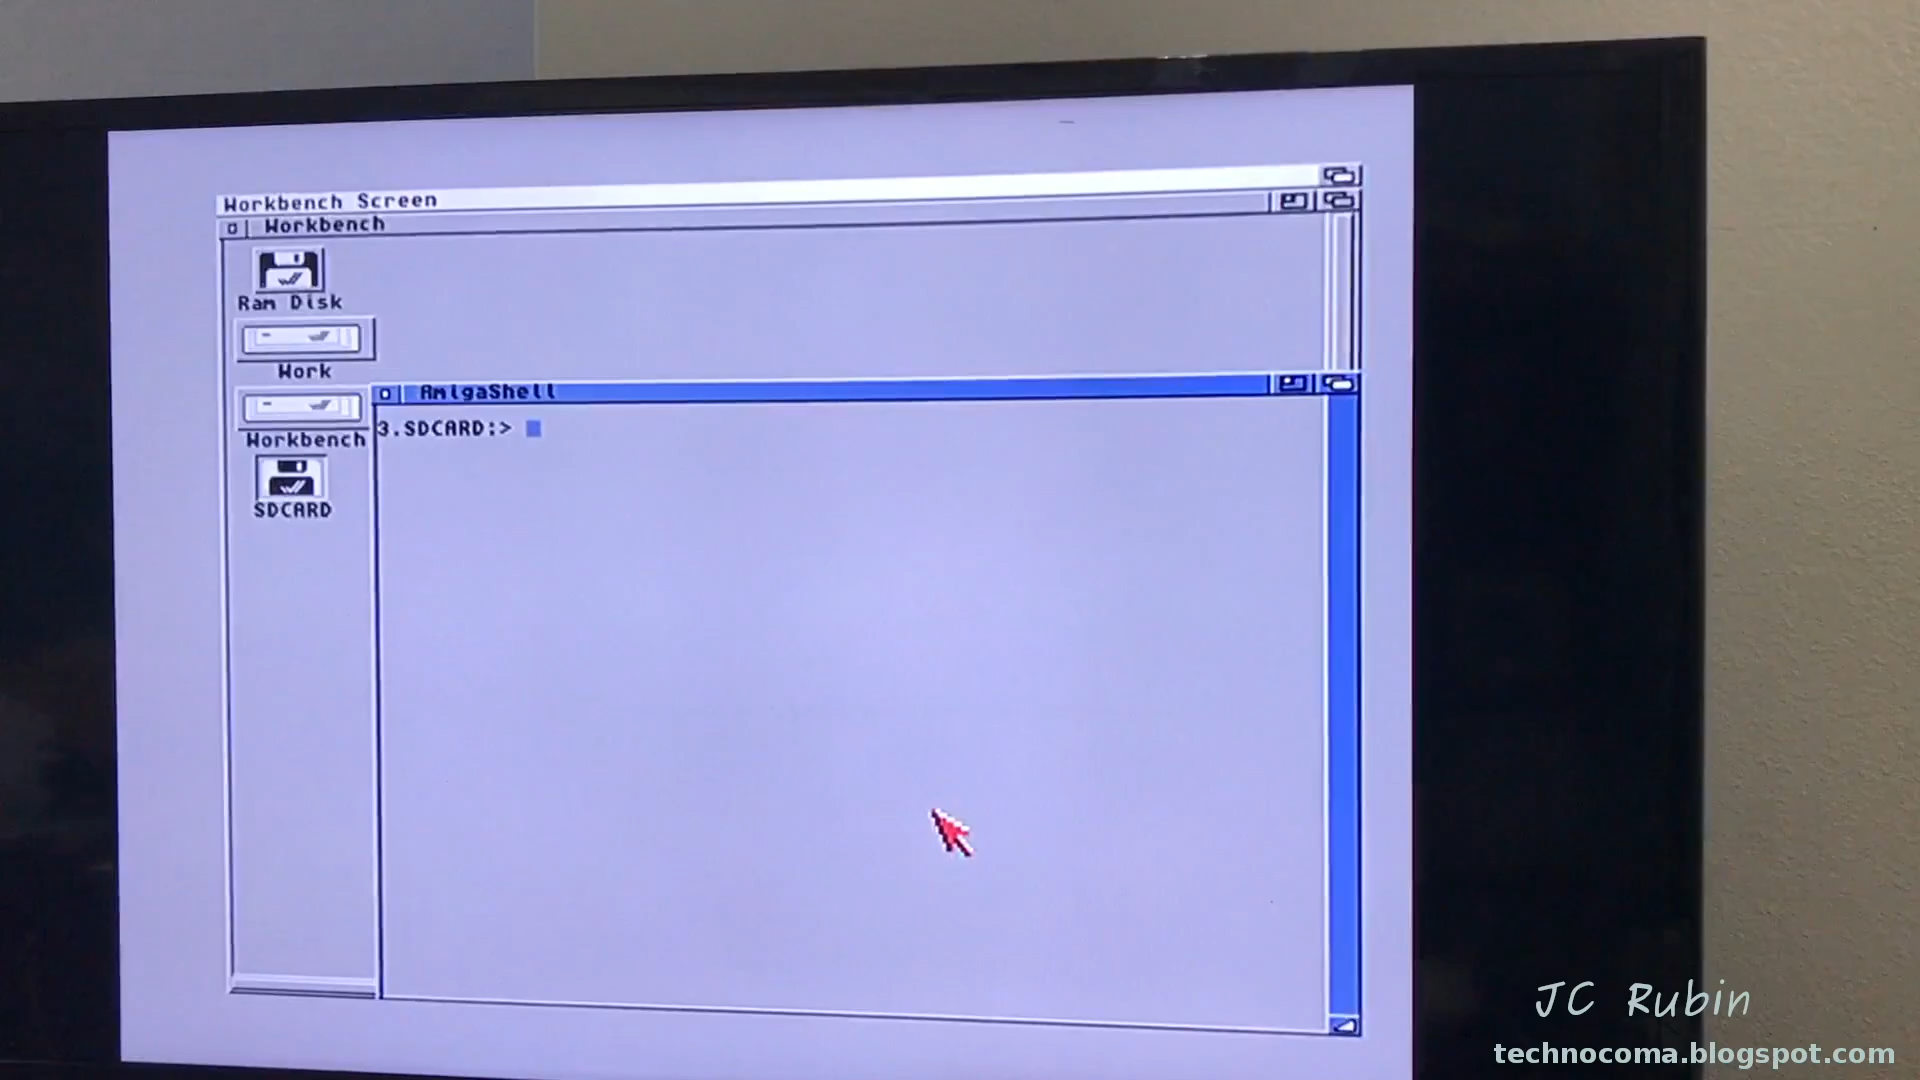 Workbench Screen
Workbench
Ram Disk
Work
Workbench
SDCARD
AmigaShell
3.SDCARD:>
JC Rubin
technocoma.blogspot.com